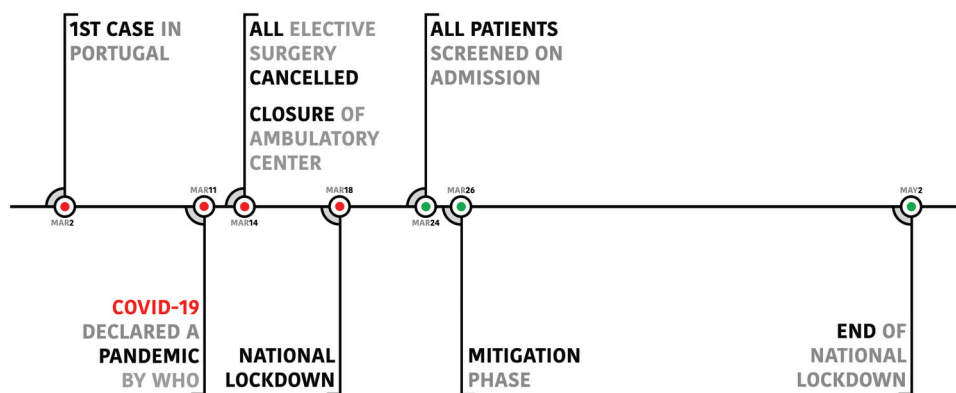 1ST CASE IN
PORTUGAL
ALL ELECTIVE
SURGERY
CANCELLED
CLOSURE OF
AMBULATORY
CENTER
ALL PATIENTS
SCREENED ON
ADMISSION
MAR2
MAR11
MAR14
MAR18
MAR24
MAR26
MAY2
COVID-19
DECLARED A
PANDEMIC
BY WHO
NATIONAL
LOCKDOWN
MITIGATION
PHASE
END OF
NATIONAL
LOCKDOWN